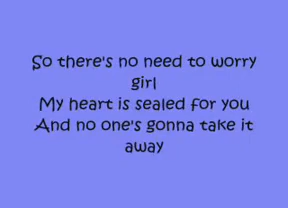 So there's no need to worry
girl
My heart is sealed for you
And no one's gonna take it
away